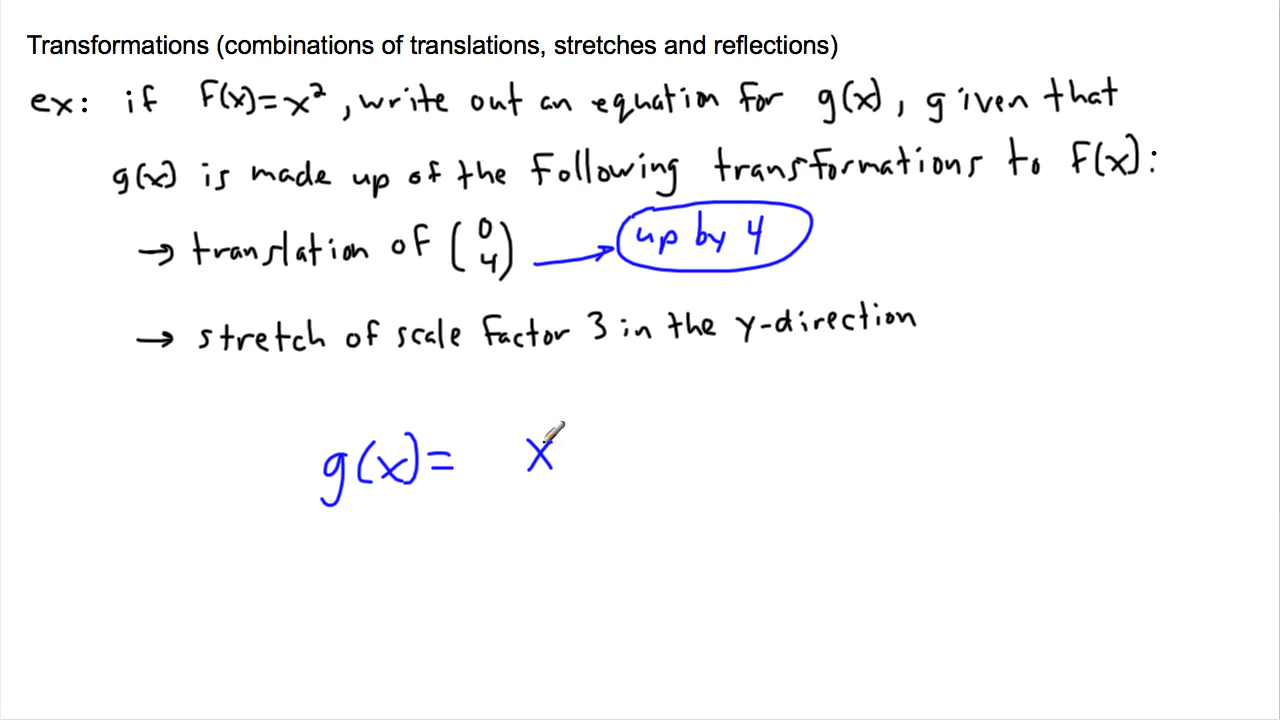 Transformations (combinations of translations, stretches and reflections)
ex: if F(x)=x², write out an equation for g(x), given that
g(x) is made up of the following transformations to F(x):
→ translation of (0 4) → up by 4
→ stretch of scale factor 3 in the y-direction
g(x)= x